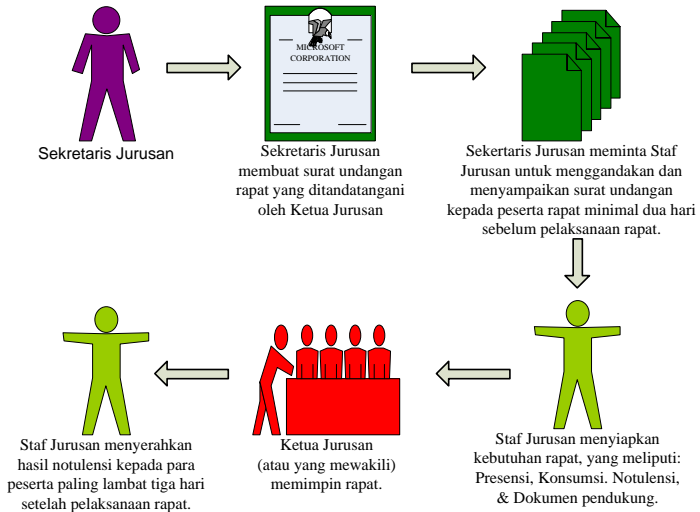 MICROSOFT
CORPORATION
Sekretaris Jurusan
Sekretaris Jurusan
membuat surat undangan
rapat yang ditandatangani
oleh Ketua Jurusan
Sekertaris Jurusan meminta Staf
Jurusan untuk menggandakan dan
menyampaikan surat undangan
kepada peserta rapat minimal dua hari
sebelum pelaksanaan rapat.
Staf Jurusan menyiapkan
kebutuhan rapat, yang meliputi:
Presensi, Konsumsi. Notulensi,
& Dokumen pendukung.
Ketua Jurusan
(atau yang mewakili)
memimpin rapat.
Staf Jurusan menyerahkan
hasil notulensi kepada para
peserta paling lambat tiga hari
setelah pelaksanaan rapat.